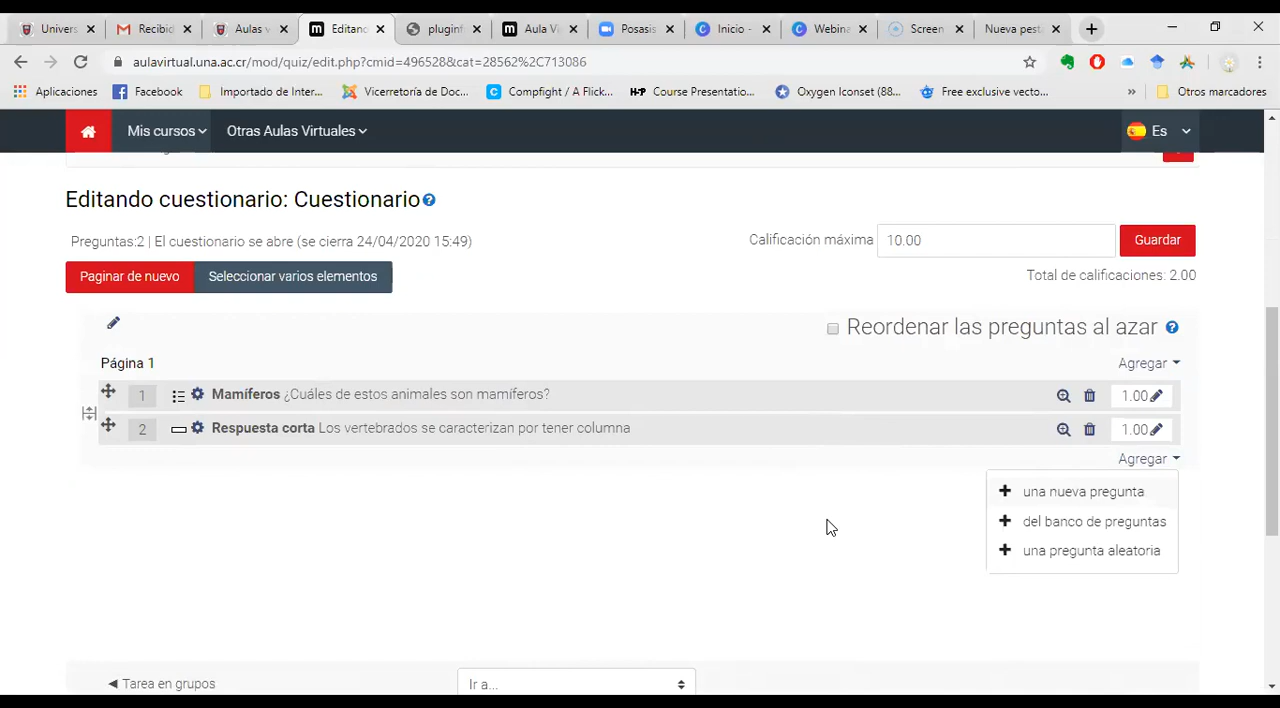 Univers
Recibid
Aulas v
Editand
pluginf
Aula Vi
Posasis
Inicio -
Webina
Screen
Nueva pest
aulavirtual.una.ac.cr/mod/quiz/edit.php?cmid=496528&cat=28562%2C713086
Aplicaciones
Facebook
Importado de Inter...
Vicerretoría de Doc...
Compfight / A Flick...
H-P Course Presentatio...
Oxygen Iconset (88...
Free exclusive vecto...
»
Otros marcadores
Mis cursos
Otras Aulas Virtuales
Es
Editando cuestionario: Cuestionario
Preguntas:2 | El cuestionario se abre (se cierra 24/04/2020 15:49)
Calificación máxima 10.00 Guardar
Total de calificaciones: 2.00
Paginar de nuevo Seleccionar varios elementos
Reordenar las preguntas al azar
Página 1
Agregar
1 Mamíferos ¿Cuáles de estos animales son mamíferos? 1.00
2 Respuesta corta Los vertebrados se caracterizan por tener columna 1.00
Agregar
una nueva pregunta
del banco de preguntas
una pregunta aleatoria
◄ Tarea en grupos
Ir a...